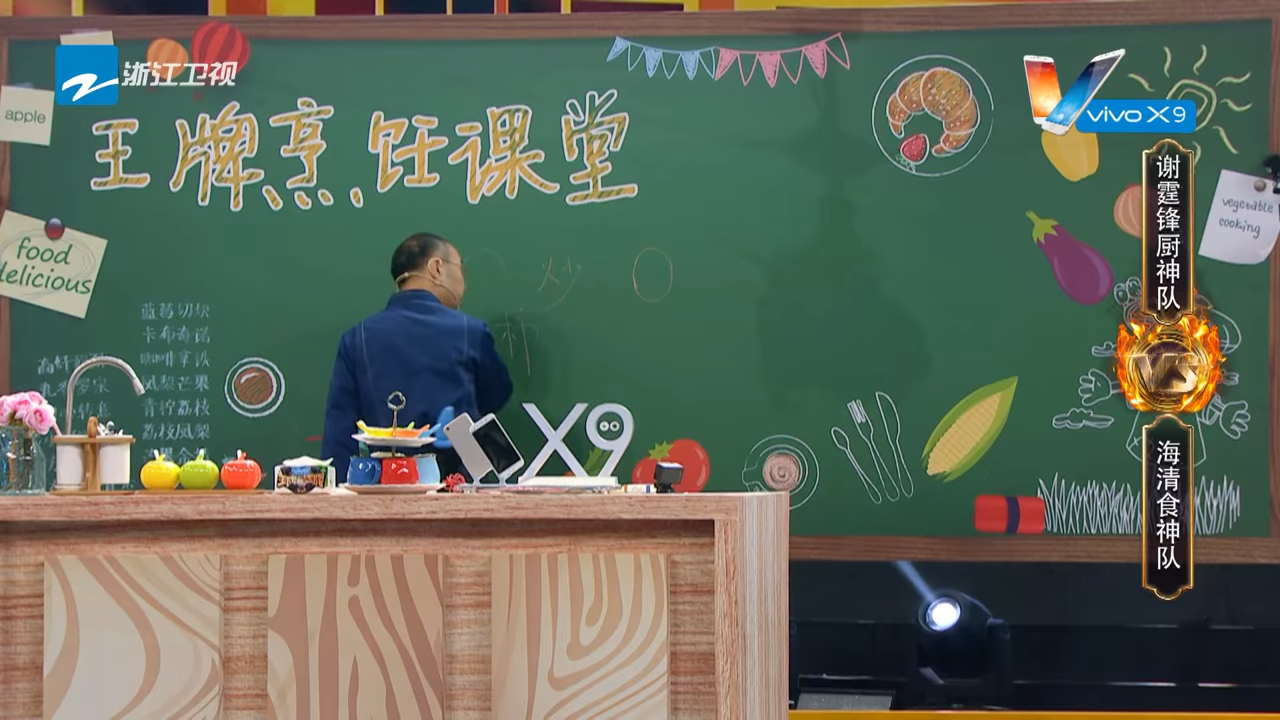 浙江卫视
vivo X9
apple
王牌烹饪课堂
谢霆锋厨神队
vegetable
cooking
food
delicious
炒
蓝莓切块
卡布奇诺
咖啡拿铁
凤梨芒果
青柠荔枝
荔枝凤梨
VS
X9
海清食神队